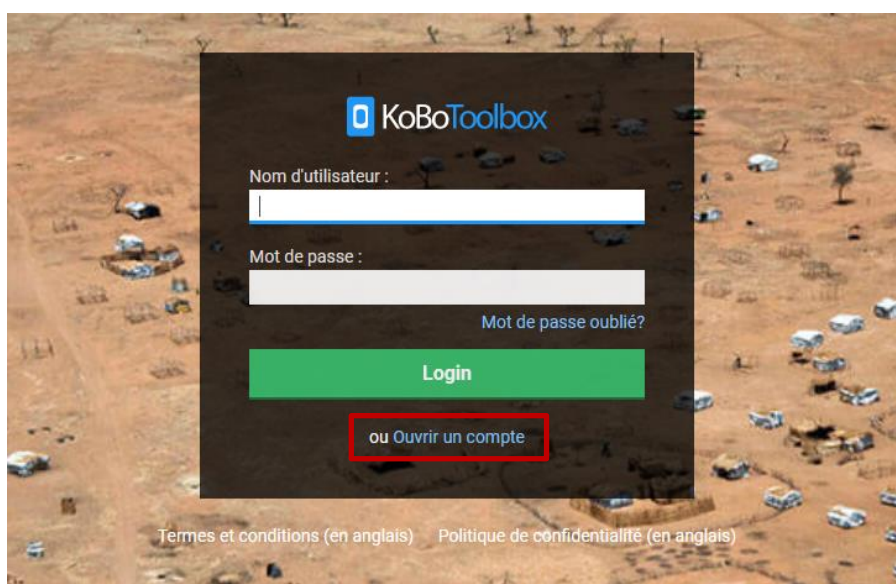 KoBoToolbox
Nom d'utilisateur :
Mot de passe :
Mot de passe oublié?
Login
ou Ouvrir un compte
Termes et conditions (en anglais) Politique de confidentialité (en anglais)